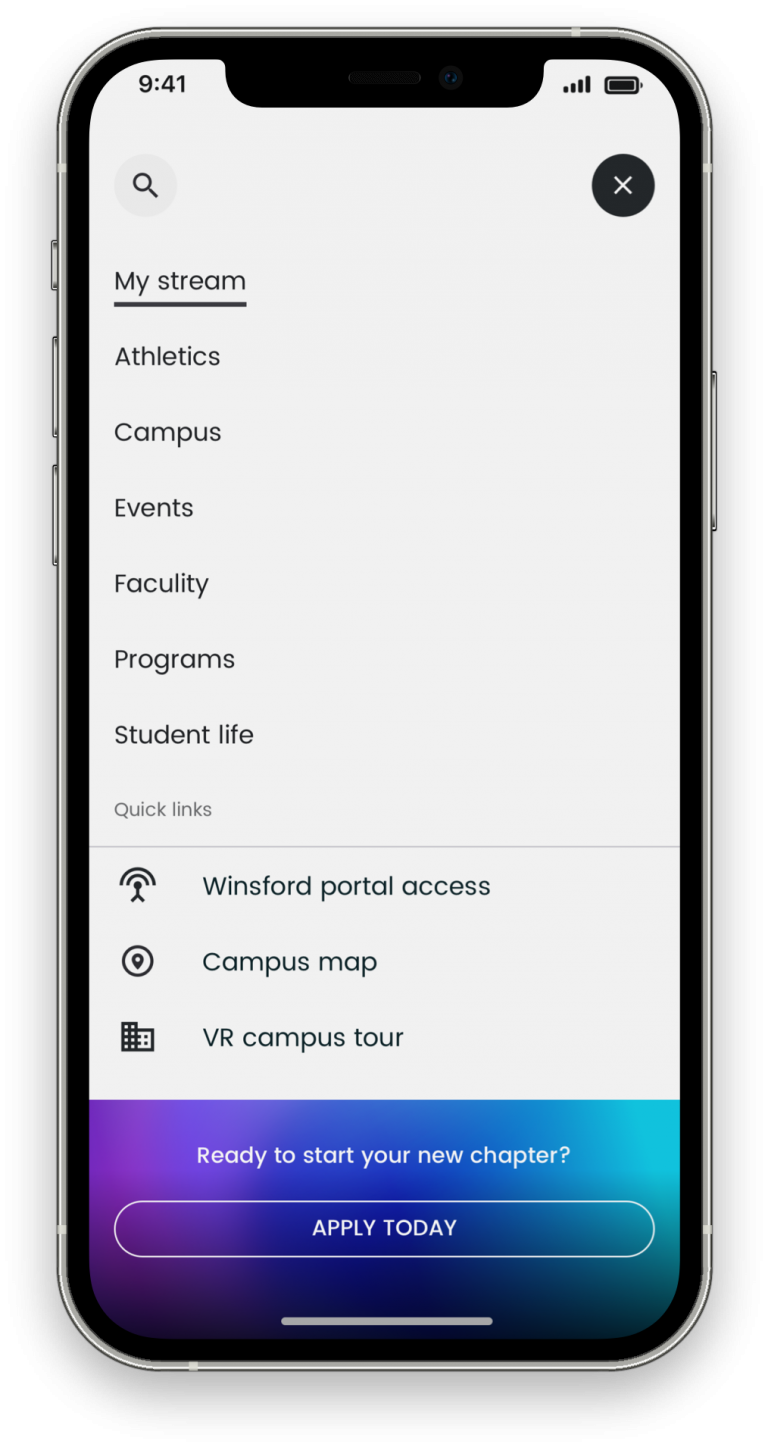 9:41
My stream
Athletics
Campus
Events
Faculity
Programs
Student life
Quick links
Winsford portal access
Campus map
VR campus tour
Ready to start your new chapter?
APPLY TODAY